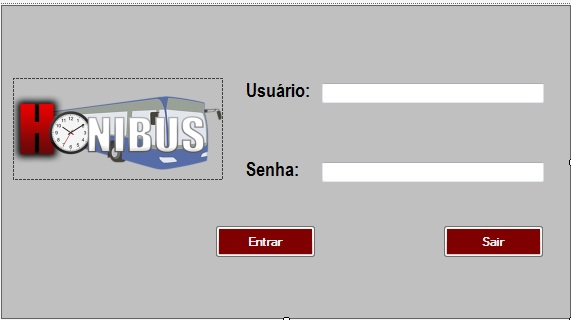 Usuário:
HONIBUS
Senha:
Entrar
Sair